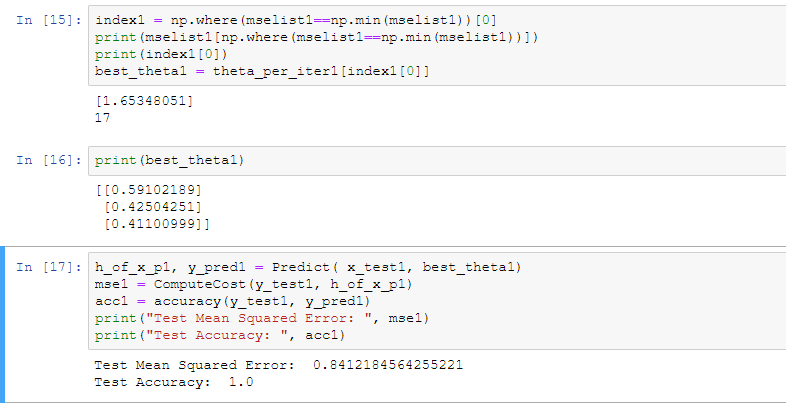 In [15]: index1 = np.where(mselist1==np.min(mselist1))[0]
print(mselist1[np.where(mselist1==np.min(mselist1))])
print(index1[0])
best_theta1 = theta_per_iter1[index1[0]]
[1.65348051]
17
In [16]: print(best_theta1)
[[0.59102189]
[0.42504251]
[0.41100999]]
In [17]: h_of_x_p1, y_pred1 = Predict( x_test1, best_theta1)
mse1 = ComputeCost(y_test1, h_of_x_p1)
acc1 = accuracy(y_test1, y_pred1)
print("Test Mean Squared Error: ", mse1)
print("Test Accuracy: ", acc1)
Test Mean Squared Error:  0.8412184564255221
Test Accuracy:  1.0